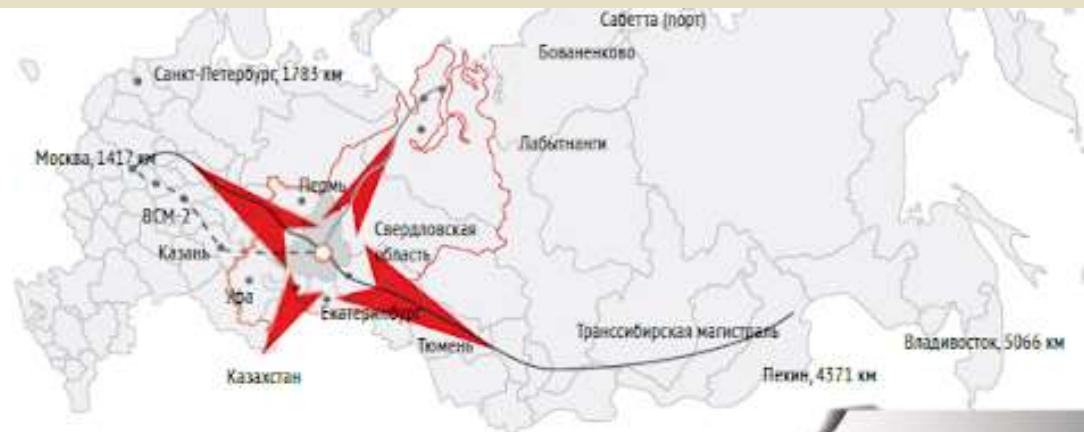 Сабетта (порт)
Бованенково
Санкт-Петербург, 1783 км
Лабытнанги
Москва, 1417 км
Пермь
ВСМ-2
Свердловская
область
Казань
Уфа
Екатеринбург
Тюмень
Транссибирская магистраль
Владивосток, 5066 км
Казахстан
Пекин, 4371 км